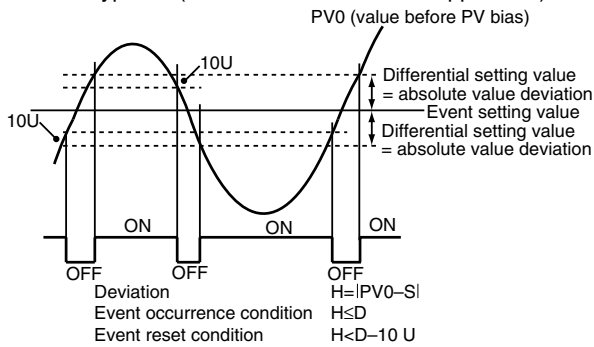 PV0 (value before PV bias)
10U
Differential setting value
= absolute value deviation
Event setting value
10U
Differential setting value
= absolute value deviation
ON
ON
ON
OFF
OFF
OFF
Deviation H=|PV0–S|
Event occurrence condition H≤D
Event reset condition H<D–10 U